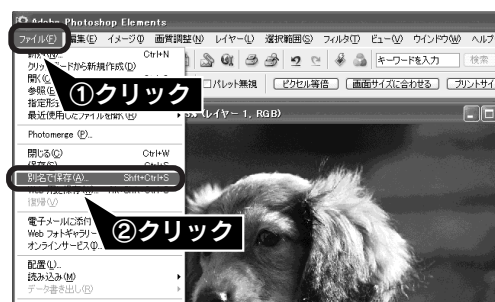 Adobe Photoshop Elements
ファイル(F) 編集(E) イメージ(I) 画質調整(N) レイヤー(L) 選択範囲(S) フィルタ(T) ビュー(V) ウインドウ(W) ヘルプ
Ctrl+N
クリップボードから新規作成(D)
パレット無視 ピクセル等倍 画面サイズに合わせる プリントサイ
キーワードを入力 検索
開く(O)
参照(B)
指定形
①クリック
最近使用したファイルを開く(R)
(レイヤー 1, RGB)
Photomerge (P)...
閉じる(C) Ctrl+W
保存(S) Ctrl+S
別名で保存(A)... Shift+Ctrl+S
復帰(V)
②クリック
電子メールに添付
Web フォトギャラリー
オンラインサービス(O)...
配置(L)...
読み込み(M)
データ書き出し(R)